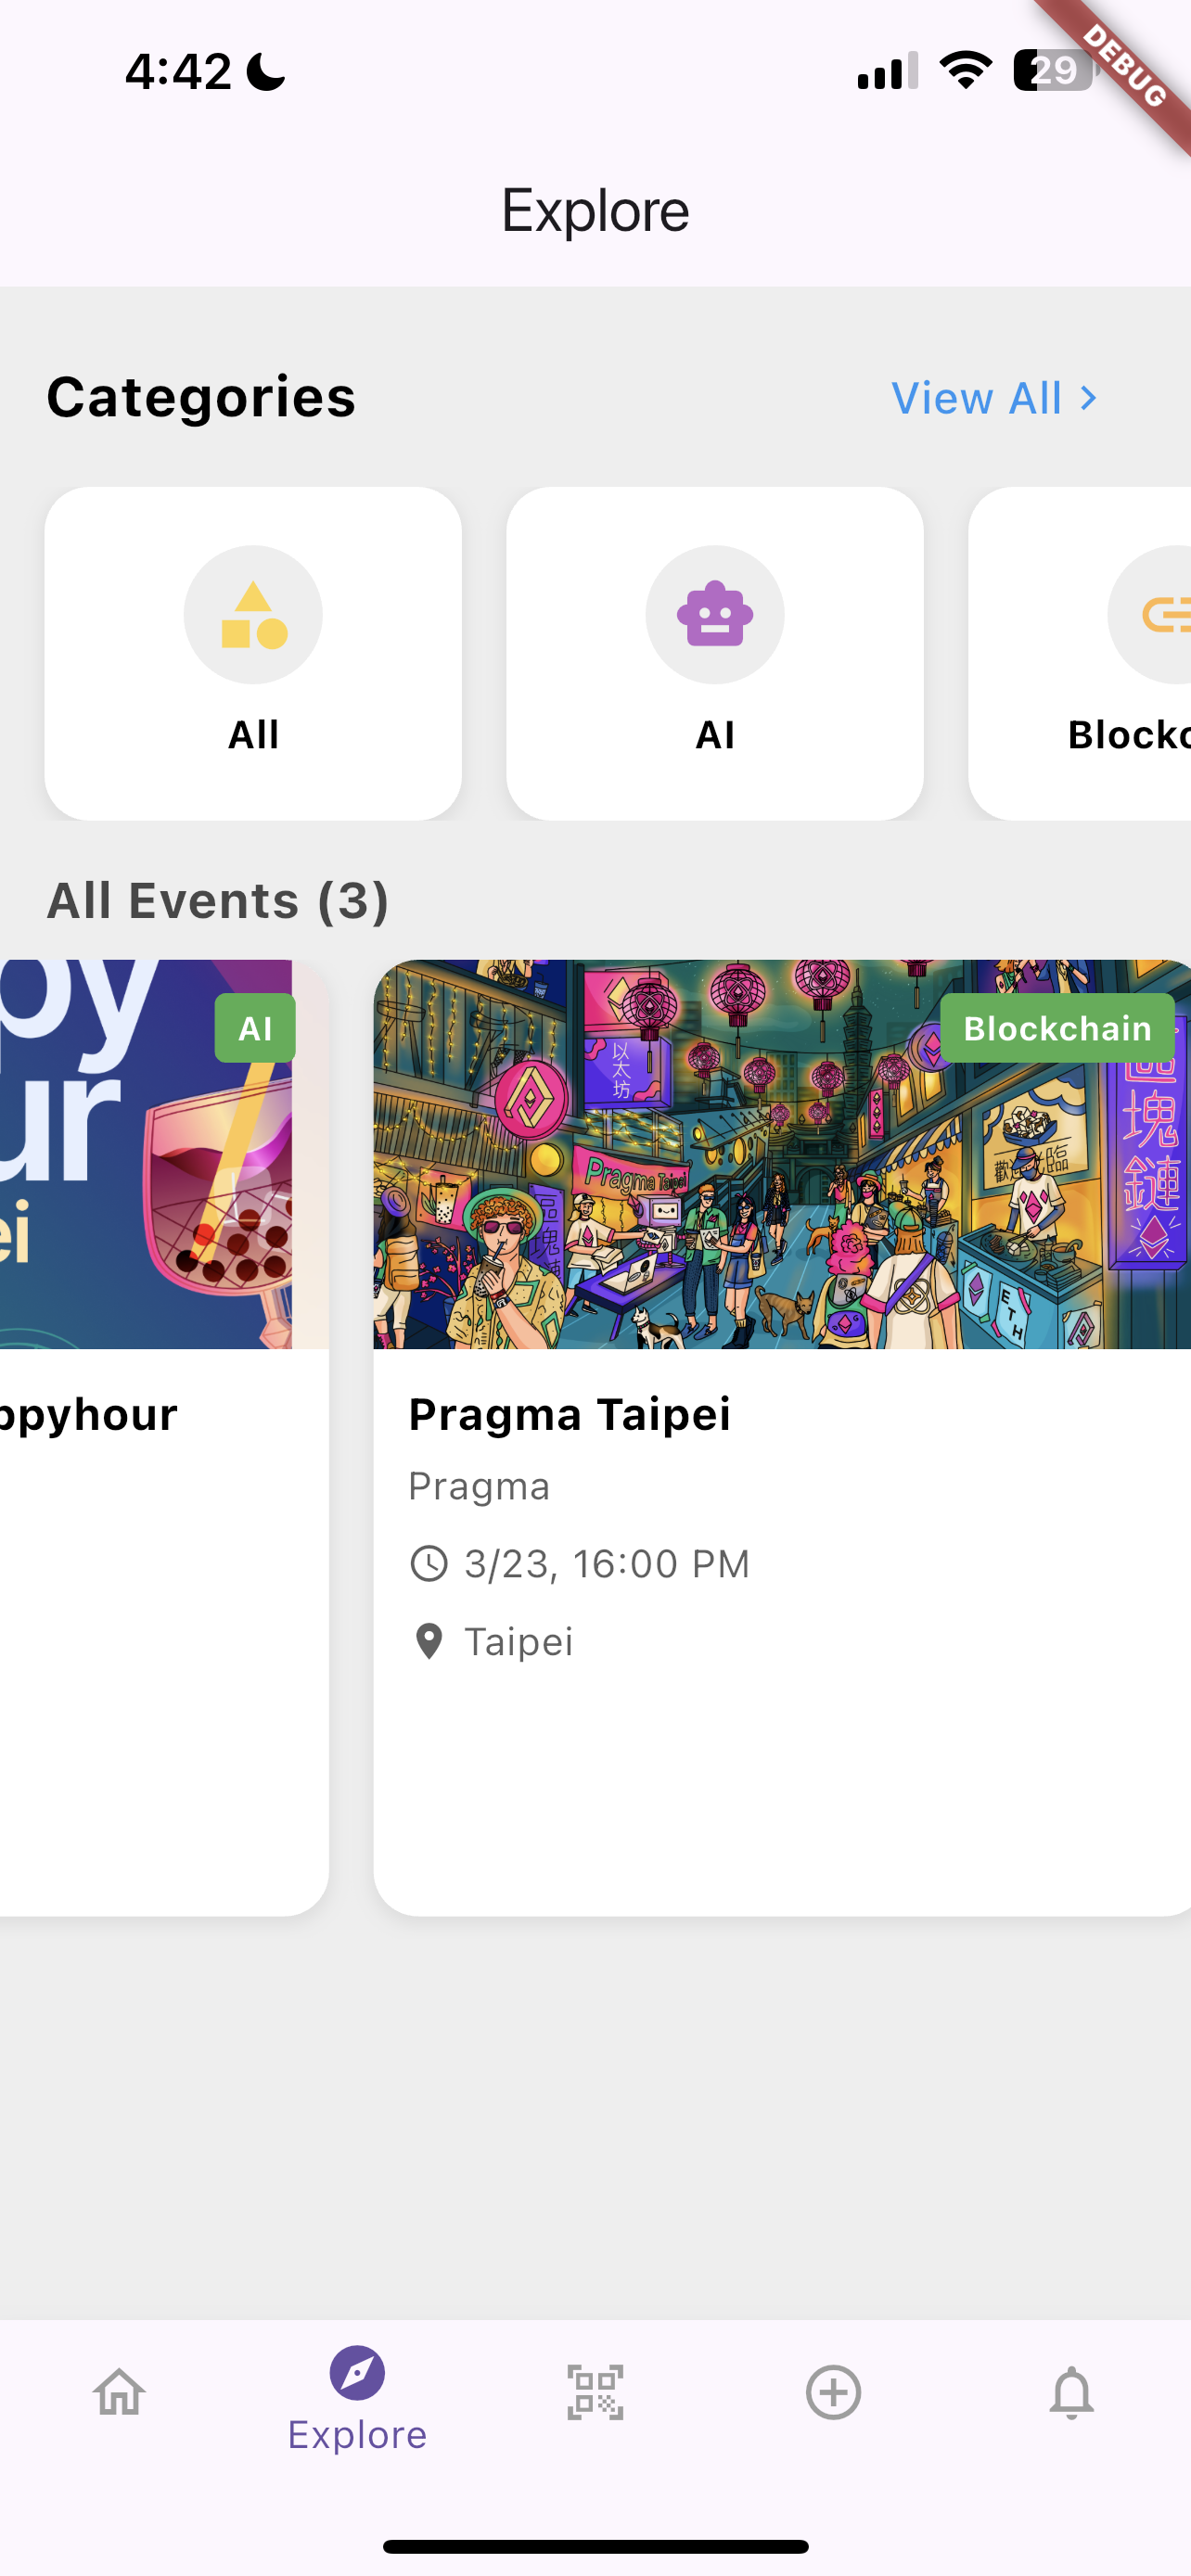 4:42
29
DEBUG
Explore
Categories
View All
All
AI
Blockc
All Events (3)
py
ur
ei
AI
Blockchain
以太坊
Pragma Taipei
區塊
歡迎光臨
區塊鏈
ETH
ppyhour
Pragma Taipei
Pragma
3/23, 16:00 PM
Taipei
Explore